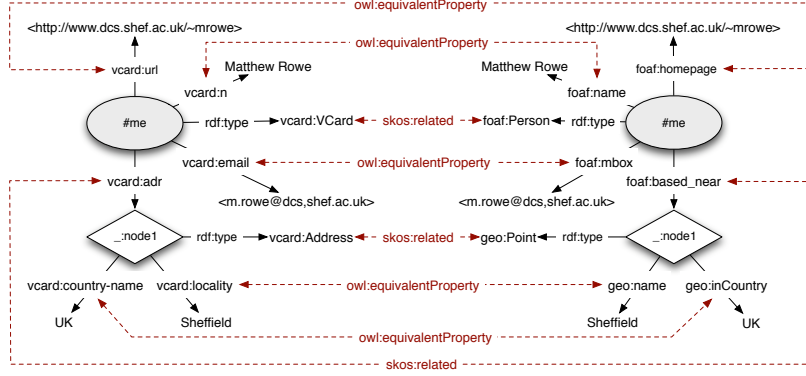 owl:equivalentProperty
<http://www.dcs.shef.ac.uk/~mrowe>
owl:equivalentProperty
<http://www.dcs.shef.ac.uk/~mrowe>
vcard:url
Matthew Rowe
Matthew Rowe
foaf:homepage
vcard:n
foaf:name
#me
rdf:type
vcard:VCard
skos:related
foaf:Person
rdf:type
#me
vcard:email
owl:equivalentProperty
foaf:mbox
vcard:adr
foaf:based_near
<m.rowe@dcs,shef.ac.uk>
<m.rowe@dcs,shef.ac.uk>
_:node1
rdf:type
vcard:Address
skos:related
geo:Point
rdf:type
_:node1
vcard:country-name
vcard:locality
owl:equivalentProperty
geo:name
geo:inCountry
UK
Sheffield
owl:equivalentProperty
Sheffield
UK
skos:related